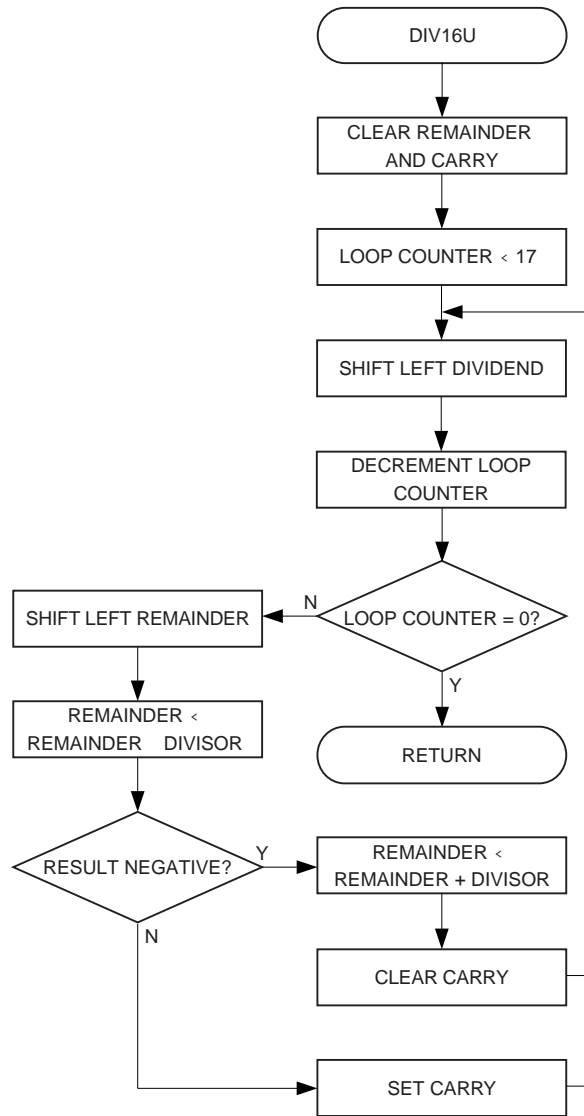 DIV16U
CLEAR REMAINDER
AND CARRY
LOOP COUNTER < 17
SHIFT LEFT DIVIDEND
DECREMENT LOOP
COUNTER
LOOP COUNTER = 0?
N
Y
SHIFT LEFT REMAINDER
REMAINDER <
REMAINDER DIVISOR
RETURN
RESULT NEGATIVE?
Y
N
REMAINDER <
REMAINDER + DIVISOR
CLEAR CARRY
SET CARRY